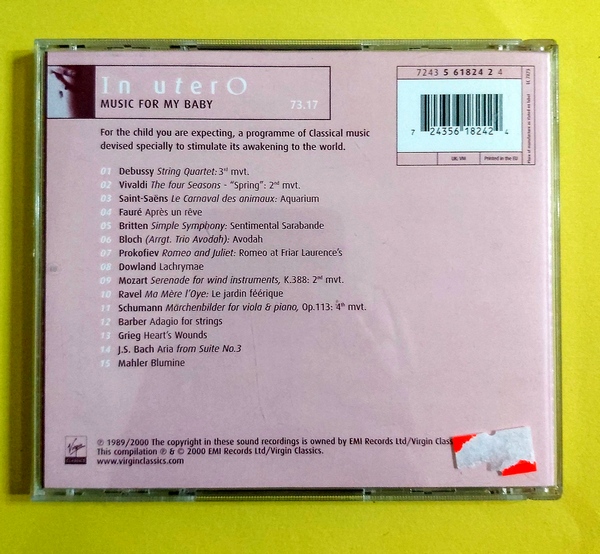 In uterO
MUSIC FOR MY BABY 73.17
7243 5 61824 2 4
7 24356 18242 4
Printed in the EU
For the child you are expecting, a programme of Classical music
devised specially to stimulate its awakening to the world.
01 Debussy String Quartet: 3rd mvt.
02 Vivaldi The four Seasons - “Spring”: 2nd mvt.
03 Saint-Saëns Le Carnaval des animaux: Aquarium
04 Fauré Après un rêve
05 Britten Simple Symphony: Sentimental Sarabande
06 Bloch (Arrgt. Trio Avodah): Avodah
07 Prokofiev Romeo and Juliet: Romeo at Friar Laurence's
08 Dowland Lachrymae
09 Mozart Serenade for wind instruments, K.388: 2nd mvt.
10 Ravel Ma Mère l'Oye: Le jardin féérique
11 Schumann Märchenbilder for viola & piano, Op.113: 4th mvt.
12 Barber Adagio for strings
13 Grieg Heart's Wounds
14 J.S. Bach Aria from Suite No.3
15 Mahler Blumine
Virgin
℗ 1989/2000 The copyright in these sound recordings is owned by EMI Records Ltd/Virgin Class
This compilation ℗ & © 2000 EMI Records Ltd/Virgin Classics.
www.virginclassics.com